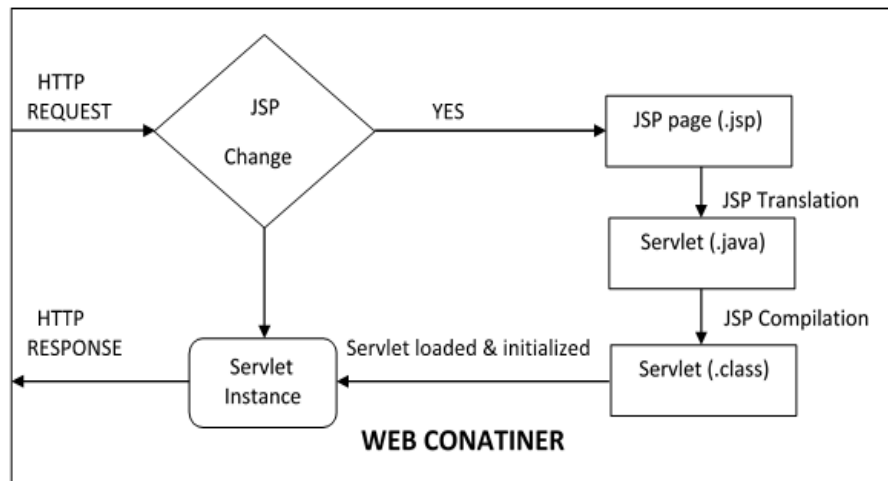 HTTP
REQUEST
JSP
Change
YES
JSP page (.jsp)
JSP Translation
Servlet (.java)
JSP Compilation
HTTP
RESPONSE
Servlet
Instance
Servlet loaded & initialized
Servlet (.class)
WEB CONATINER